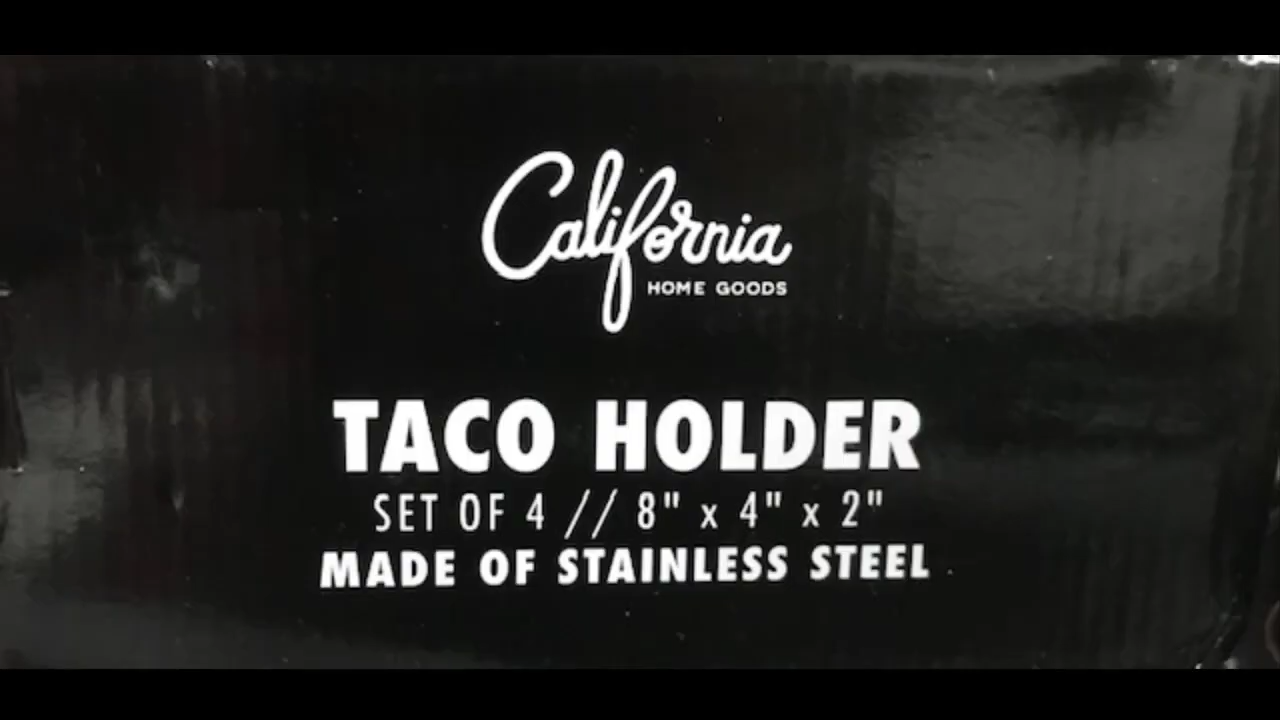 California
HOME GOODS
TACO HOLDER
SET OF 4 // 8" x 4" x 2"
MADE OF STAINLESS STEEL